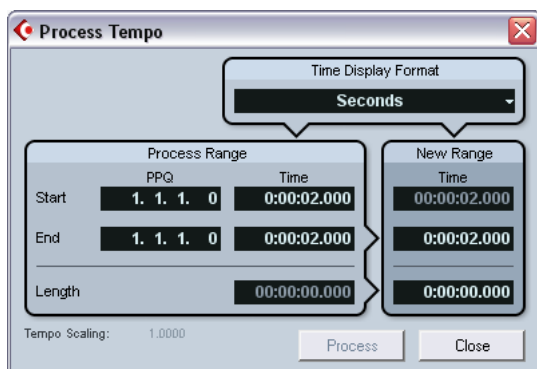 Process Tempo
Time Display Format
Seconds
Process Range
New Range
PPQ Time Time
Start 1. 1. 1. 0 0:00:02.000 00:00:02.000
End 1. 1. 1. 0 0:00:02.000 0:00:02.000
Length 00:00:00.000 0:00:00.000
Tempo Scaling: 1.0000 Process Close